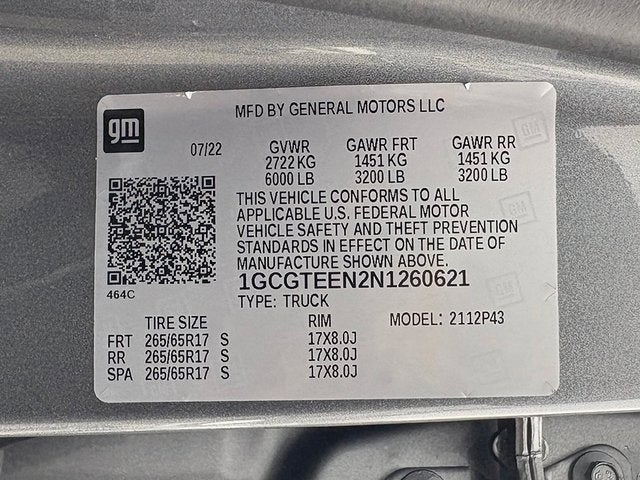 MFD BY GENERAL MOTORS LLC
gm
07/22
GVWR GAWR FRT GAWR RR
2722 KG 1451 KG 1451 KG
6000 LB 3200 LB 3200 LB
THIS VEHICLE CONFORMS TO ALL
APPLICABLE U.S. FEDERAL MOTOR
VEHICLE SAFETY AND THEFT PREVENTION
STANDARDS IN EFFECT ON THE DATE OF
MANUFACTURE SHOWN ABOVE.
464C
1GCGTEEN2N1260621
TYPE: TRUCK
TIRE SIZE RIM MODEL: 2112P43
FRT 265/65R17 S 17X8.0J
RR 265/65R17 S 17X8.0J
SPA 265/65R17 S 17X8.0J